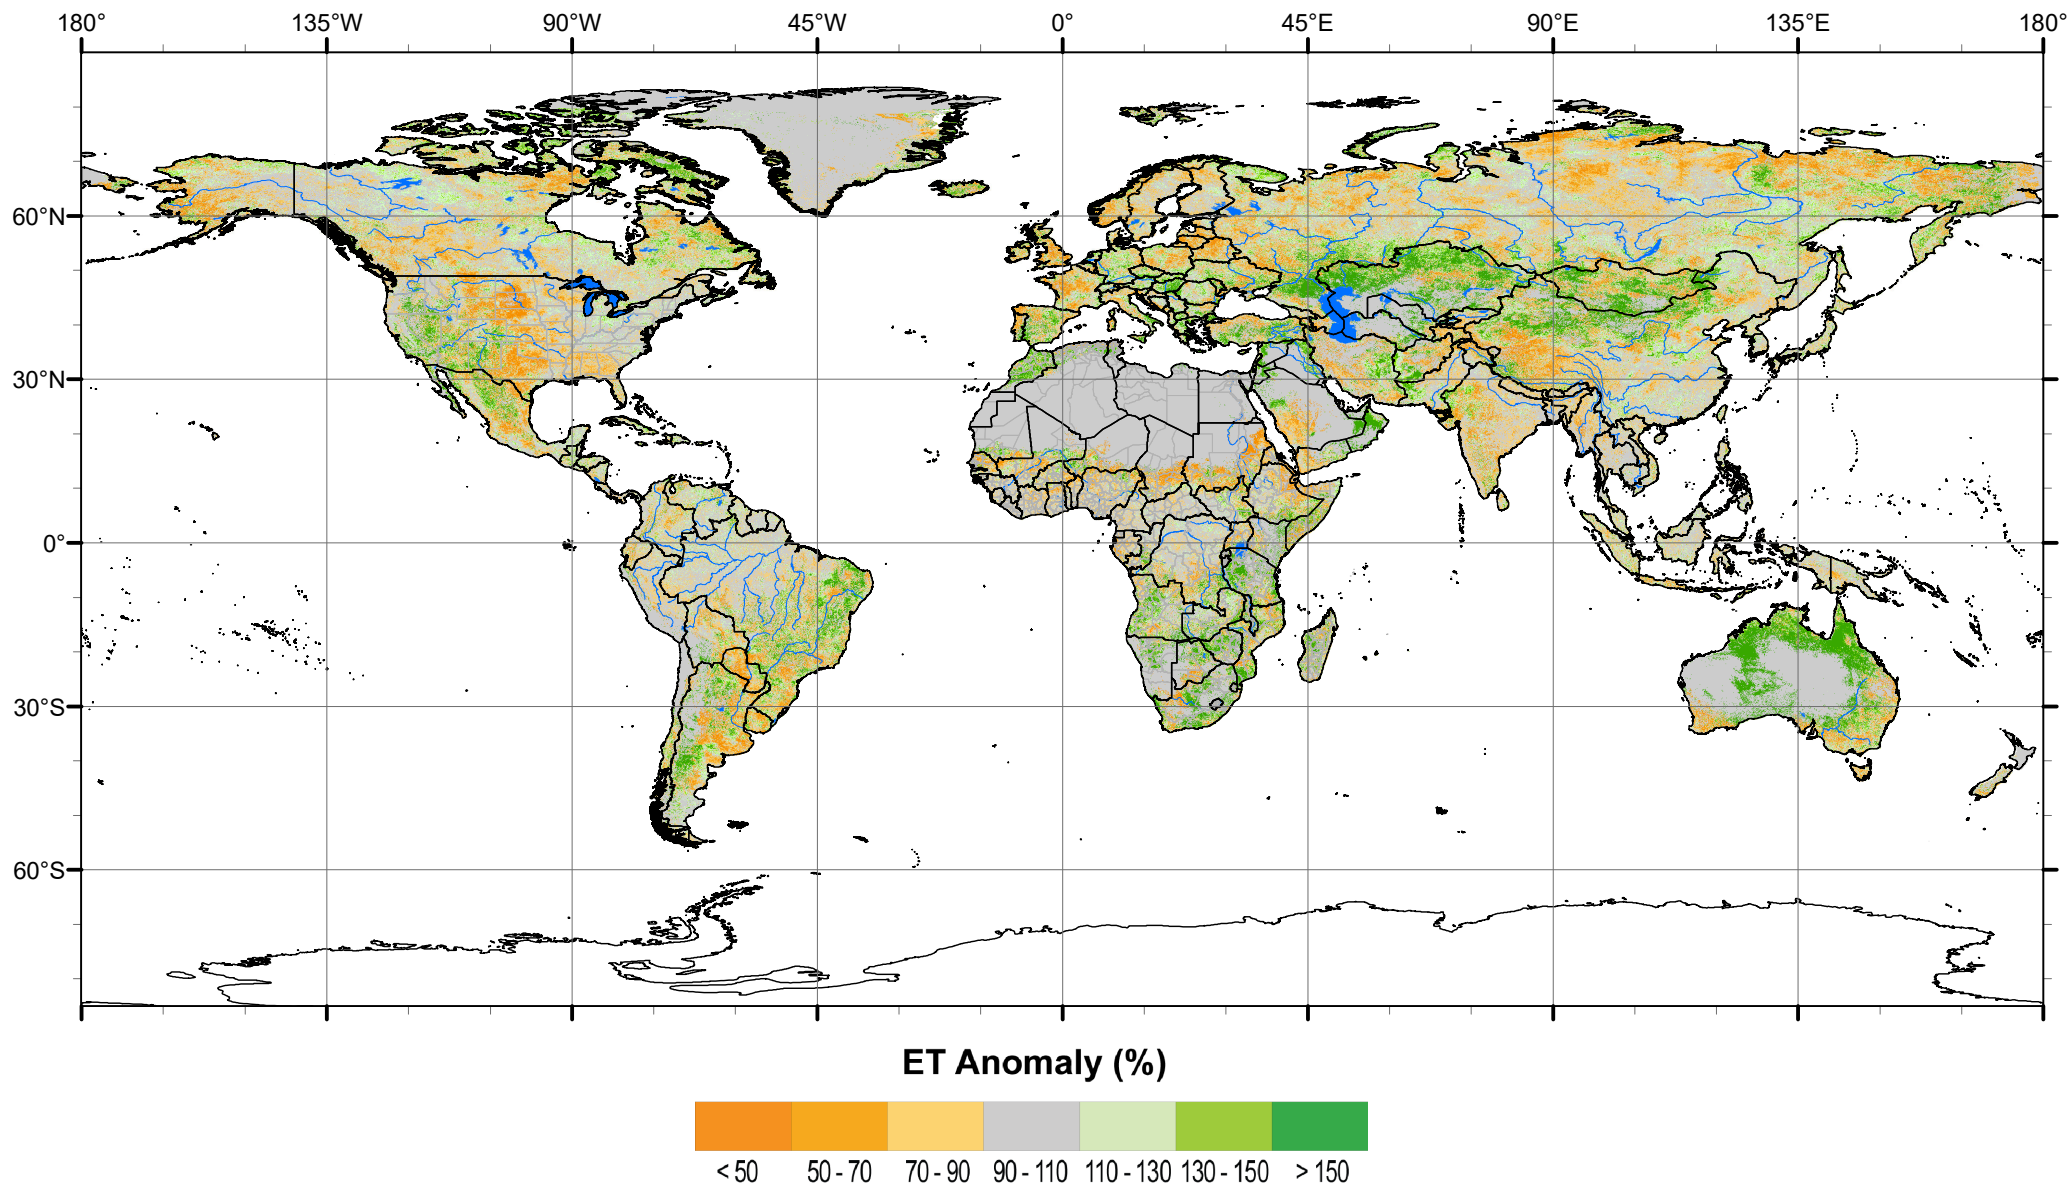 180° 135°W 90°W 45°W 0° 45°E 90°E 135°E 180°
60°N
30°N
0°
30°S
60°S
ET Anomaly (%)
< 50 50 - 70 70 - 90 90 - 110 110 - 130 130 - 150 > 150